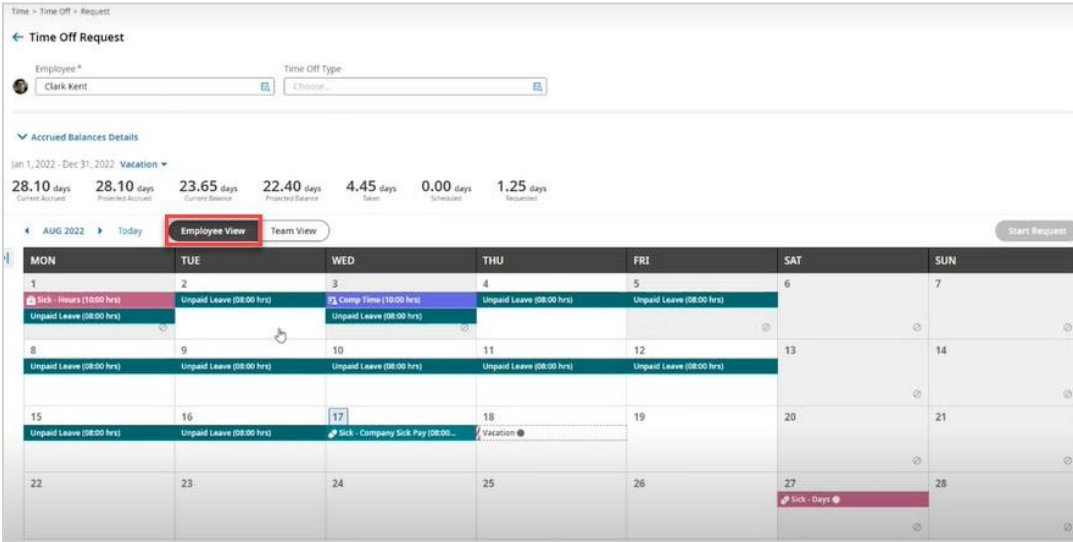 Time > Time Off > Request
← Time Off Request
Employee * Time Off Type
Clark Kent Choose...
Accrued Balances Details
Jan 1, 2022 - Dec 31, 2022 Vacation
28.10 days 28.10 days 23.65 days 22.40 days 4.45 days 0.00 days 1.25 days
Current Accrued Projected Accrued Current Balance Projected Balance Taken Scheduled Requested
AUG 2022 Today Employee View Team View Start Request
MON TUE WED THU FRI SAT SUN
1 2 3 4 5 6 7
Sick - Hours (10:00 hrs) Unpaid Leave (08:00 hrs) Comp Time (10:00 hrs) Unpaid Leave (08:00 hrs) Unpaid Leave (08:00 hrs)
Unpaid Leave (08:00 hrs) Unpaid Leave (08:00 hrs)
8 9 10 11 12 13 14
Unpaid Leave (08:00 hrs) Unpaid Leave (08:00 hrs) Unpaid Leave (08:00 hrs) Unpaid Leave (08:00 hrs) Unpaid Leave (08:00 hrs)
15 16 17 18 19 20 21
Unpaid Leave (08:00 hrs) Unpaid Leave (08:00 hrs) Sick - Company Sick Pay (08:00... Vacation
22 23 24 25 26 27 28
Sick - Days